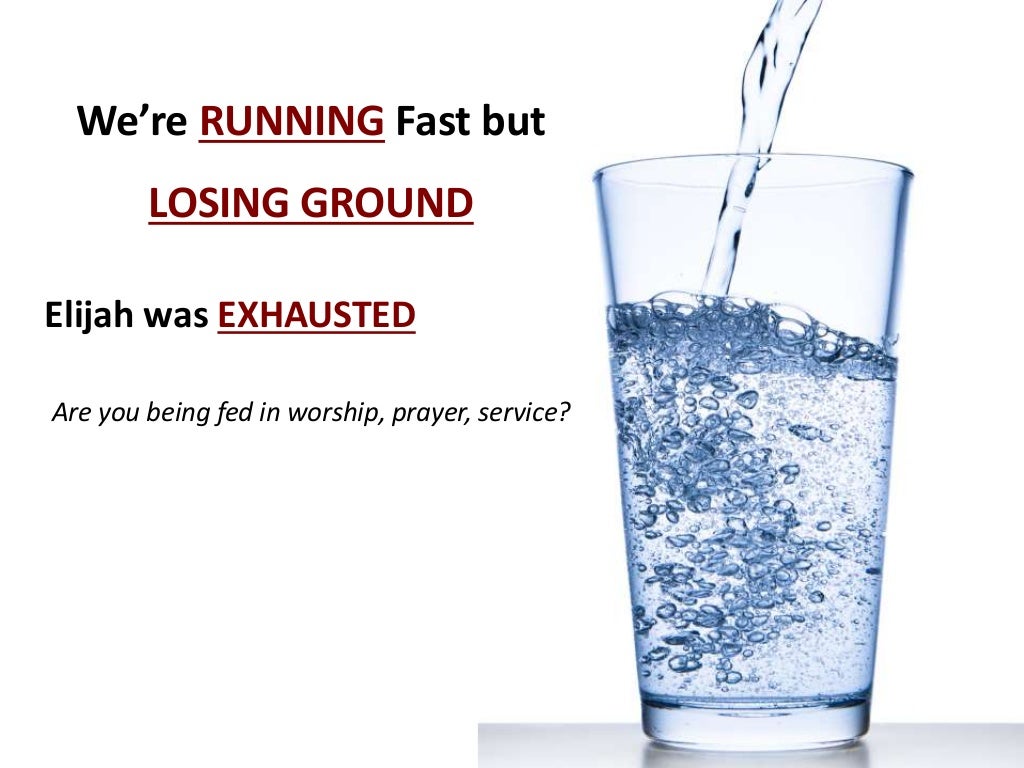 We’re RUNNING Fast but
LOSING GROUND
Elijah was EXHAUSTED
Are you being fed in worship, prayer, service?